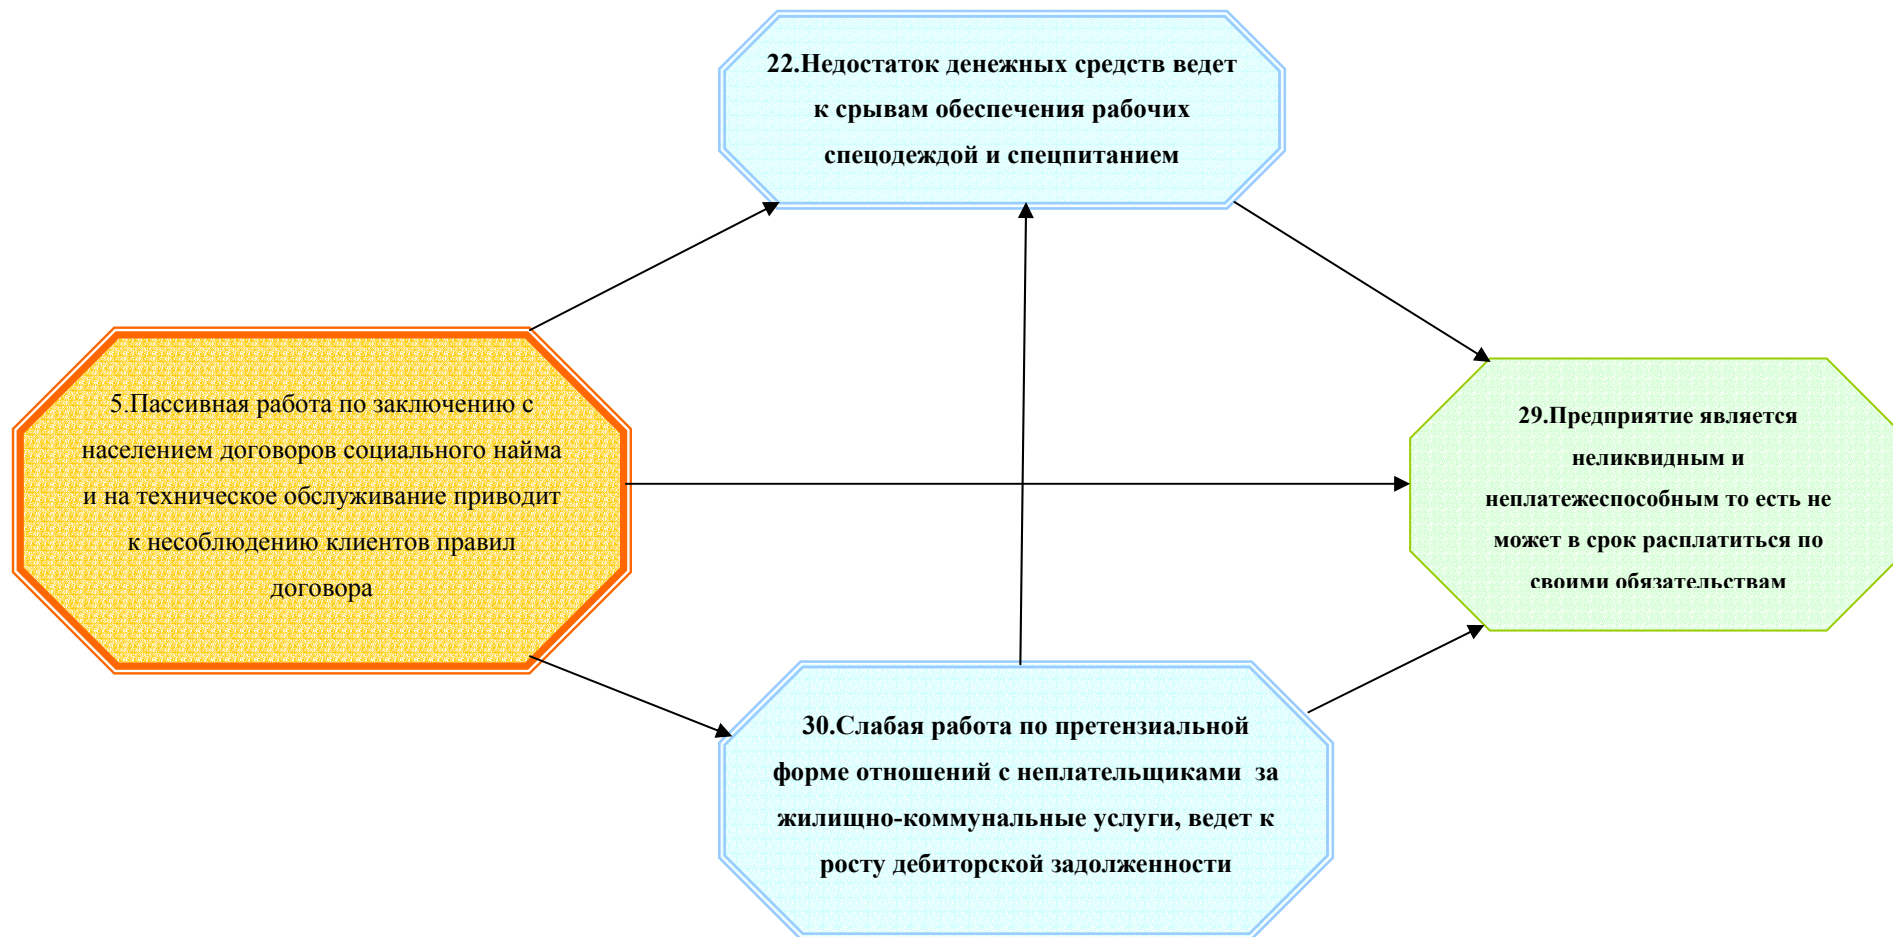 22.Недостаток денежных средств ведет
к срывам обеспечения рабочих
спецодеждой и спецпитанием
5.Пассивная работа по заключению с
населением договоров социального найма
и на техническое обслуживание приводит
к несоблюдению клиентов правил
договора
29.Предприятие является
неликвидным и
неплатежеспособным то есть не
может в срок расплатиться по
своими обязательствам
30.Слабая работа по претензиальной
форме отношений с неплательщиками за
жилищно-коммунальные услуги, ведет к
росту дебиторской задолженности